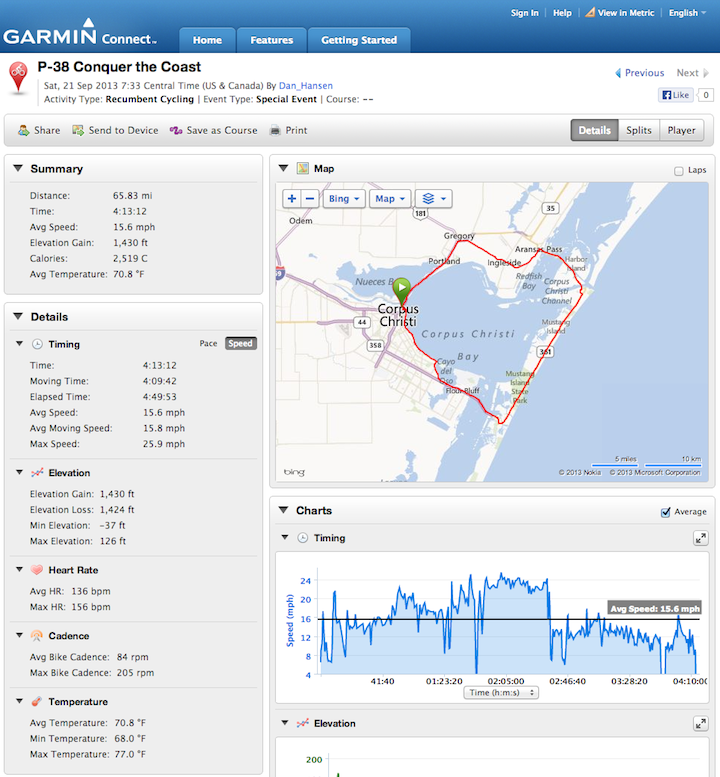 GARMIN Connect™
Home
Features
Getting Started
Sign In
Help
View in Metric
English
P-38 Conquer the Coast
Sat, 21 Sep 2013 7:33 Central Time (US & Canada) By Dan_Hansen
Activity Type: Recumbent Cycling | Event Type: Special Event | Course: --
Previous
Next
Like
0
Share
Send to Device
Save as Course
Print
Details
Splits
Player
Summary
Distance: 65.83 mi
Time: 4:13:12
Avg Speed: 15.6 mph
Elevation Gain: 1,430 ft
Calories: 2,519 C
Avg Temperature: 70.8 °F
Details
Timing
Pace
Speed
Time: 4:13:12
Moving Time: 4:09:42
Elapsed Time: 4:49:53
Avg Speed: 15.6 mph
Avg Moving Speed: 15.8 mph
Max Speed: 25.9 mph
Elevation
Elevation Gain: 1,430 ft
Elevation Loss: 1,424 ft
Min Elevation: -37 ft
Max Elevation: 126 ft
Heart Rate
Avg HR: 136 bpm
Max HR: 156 bpm
Cadence
Avg Bike Cadence: 84 rpm
Max Bike Cadence: 205 rpm
Temperature
Avg Temperature: 70.8 °F
Min Temperature: 68.0 °F
Max Temperature: 77.0 °F
Map
Laps
+
−
Bing
Map
181
35
Odem
Gregory
Portland
Aransas Pass
Ingleside
Harbor
Island
Redfish
Bay
Corpus
Christi
Channel
Nueces B
Corpus
Christi
44
358
Corpus Christi
Bay
Mustang
Island
361
Cayo
del
Oso
Flour Bluff
Mustang
Island
State
Park
bing
5 miles
10 km
© 2013 Nokia © 2013 Microsoft Corporation
Charts
Average
Timing
Speed (mph)
24
20
16
12
8
4
Avg Speed: 15.6 mph
41:40
01:23:20
02:05:00
02:46:40
03:28:20
04:10:00
Time (h:m:s)
Elevation
200